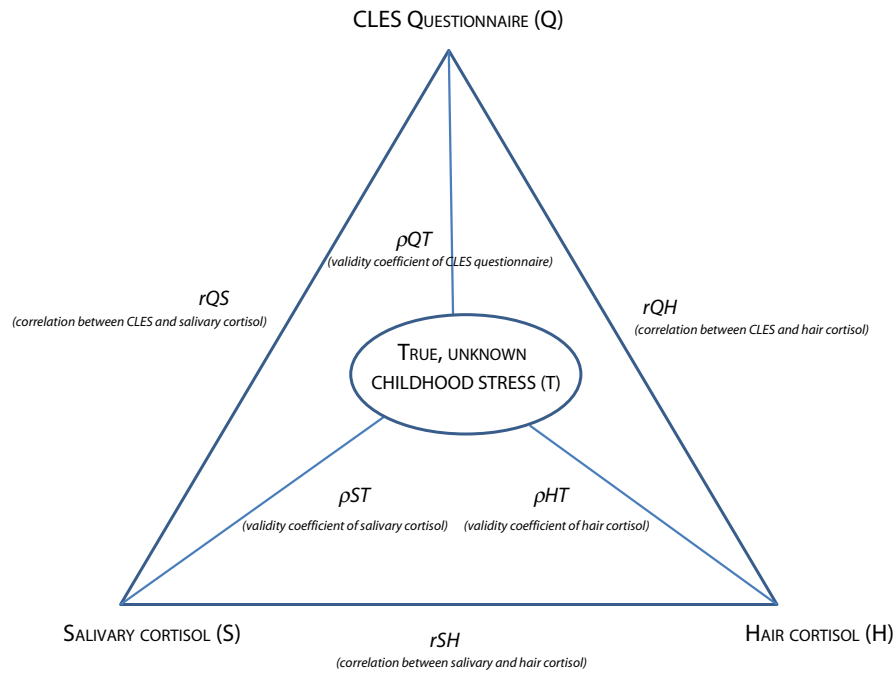 CLES Questionnaire (Q)
ρQT
(validity coefficient of CLES questionnaire)
rQS
(correlation between CLES and salivary cortisol)
rQH
(correlation between CLES and hair cortisol)
True, unknown
childhood stress (T)
ρST
(validity coefficient of salivary cortisol)
ρHT
(validity coefficient of hair cortisol)
Salivary cortisol (S)
Hair cortisol (H)
rSH
(correlation between salivary and hair cortisol)